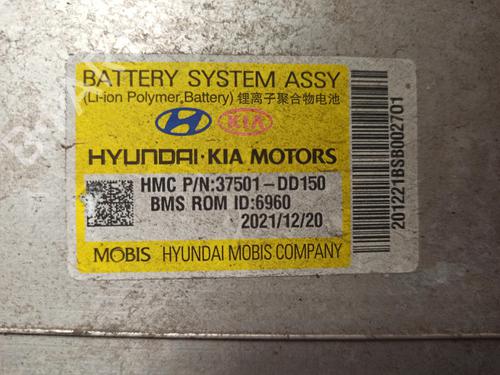 BATTERY SYSTEM ASSY
(Li-ion Polymer,Battery) 锂离子聚合物电池
KIA
HYUNDAI·KIA MOTORS
HMC P/N:37501-DD150
BMS ROM ID:6960
2021/12/20
MOBIS HYUNDAI MOBIS COMPANY
201221BSB0002701